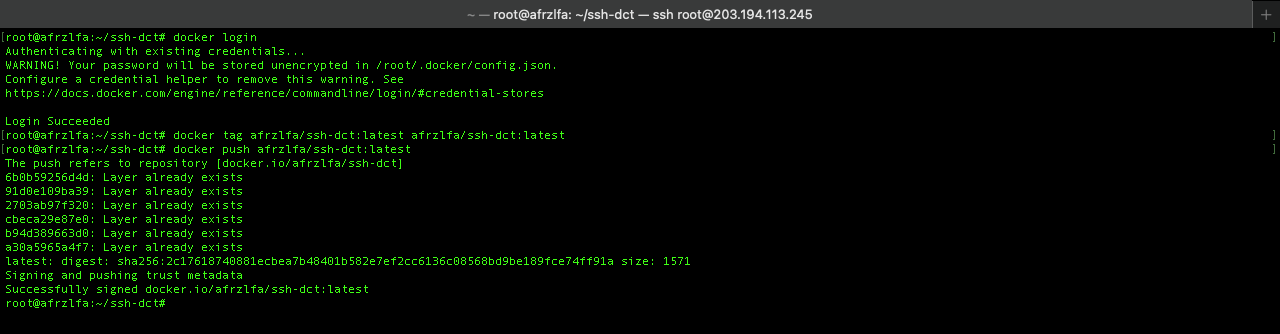 ~ — root@afrzlfa: ~/ssh-dct — ssh root@203.194.113.245
[root@afrzlfa:~/ssh-dct# docker login ]
Authenticating with existing credentials...
WARNING! Your password will be stored unencrypted in /root/.docker/config.json.
Configure a credential helper to remove this warning. See
https://docs.docker.com/engine/reference/commandline/login/#credential-stores
Login Succeeded
[root@afrzlfa:~/ssh-dct# docker tag afrzlfa/ssh-dct:latest afrzlfa/ssh-dct:latest ]
[root@afrzlfa:~/ssh-dct# docker push afrzlfa/ssh-dct:latest ]
The push refers to repository [docker.io/afrzlfa/ssh-dct]
6b0b59256d4d: Layer already exists
91d0e109ba39: Layer already exists
2703ab97f320: Layer already exists
cbeca29e87e0: Layer already exists
b94d389663d0: Layer already exists
a30a5965a4f7: Layer already exists
latest: digest: sha256:2c17618740881ecbea7b48401b582e7ef2cc6136c08568bd9be189fce74ff91a size: 1571
Signing and pushing trust metadata
Successfully signed docker.io/afrzlfa/ssh-dct:latest
root@afrzlfa:~/ssh-dct#